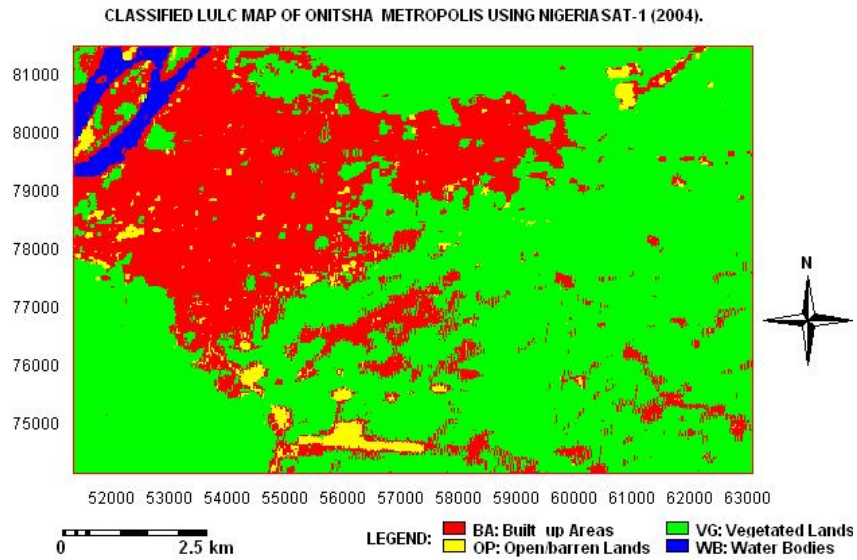 CLASSIFIED LULC MAP OF ONITSHA METROPOLIS USING NIGERIASAT-1 (2004).
81000
80000
79000
78000
77000
76000
75000
N
52000 53000 54000 55000 56000 57000 58000 59000 60000 61000 62000 63000
0 2.5 km
LEGEND:
BA: Built_up Areas
VG: Vegetated Lands
OP: Open/barren Lands
WB: Water Bodies